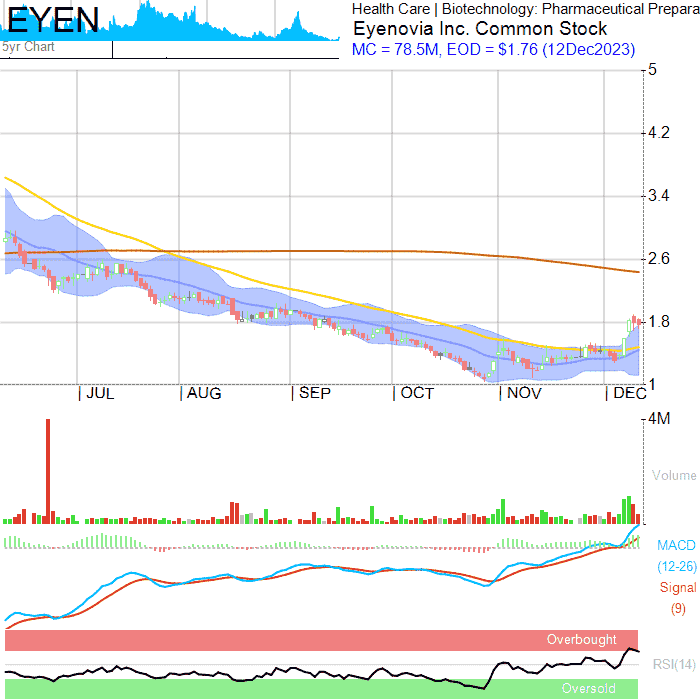 EYEN
5yr Chart
Health Care | Biotechnology: Pharmaceutical Prepara
Eyenovia Inc. Common Stock
MC = 78.5M, EOD = $1.76 (12Dec2023)
5
4.2
3.4
2.6
1.8
1
JUL AUG SEP OCT NOV DEC
4M
Volume
MACD
(12-26)
Signal
(9)
Overbought
RSI(14)
Oversold